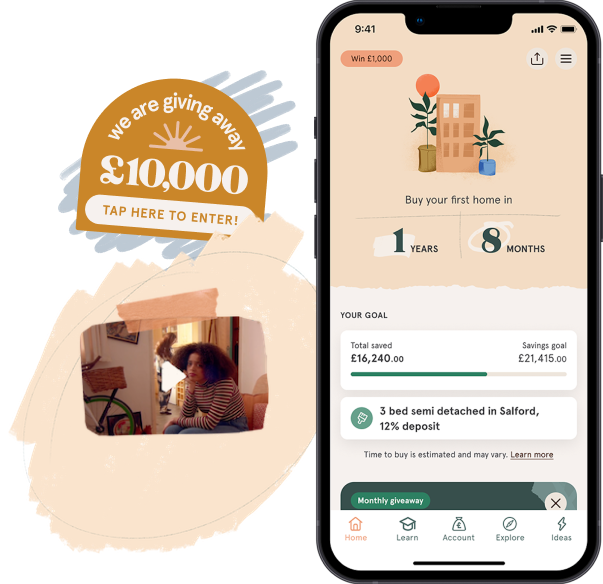 we are giving away
£10,000
TAP HERE TO ENTER!
9:41
Win £1,000
Buy your first home in
1 YEARS 8 MONTHS
YOUR GOAL
Total saved Savings goal
£16,240.00 £21,415.00
3 bed semi detached in Salford,
12% deposit
Time to buy is estimated and may vary. Learn more
Monthly giveaway
Home Learn Account Explore Ideas